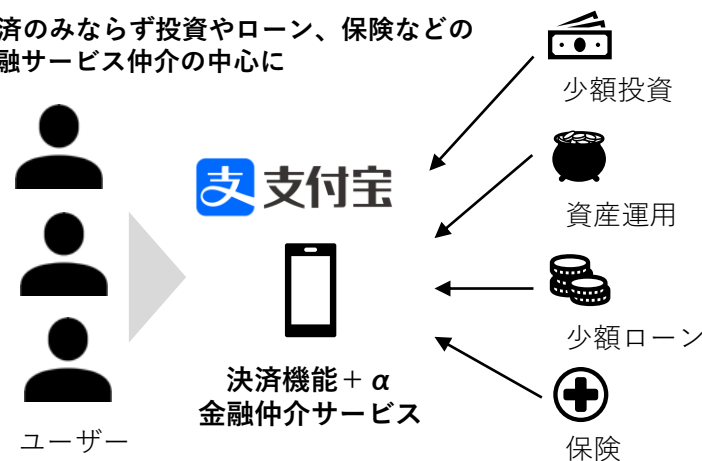 済のみならず投資やローン、保険などの
融サービス仲介の中心に
少額投資
支 支付宝
資産運用
少額ローン
決済機能＋α
金融仲介サービス
ユーザー
保険